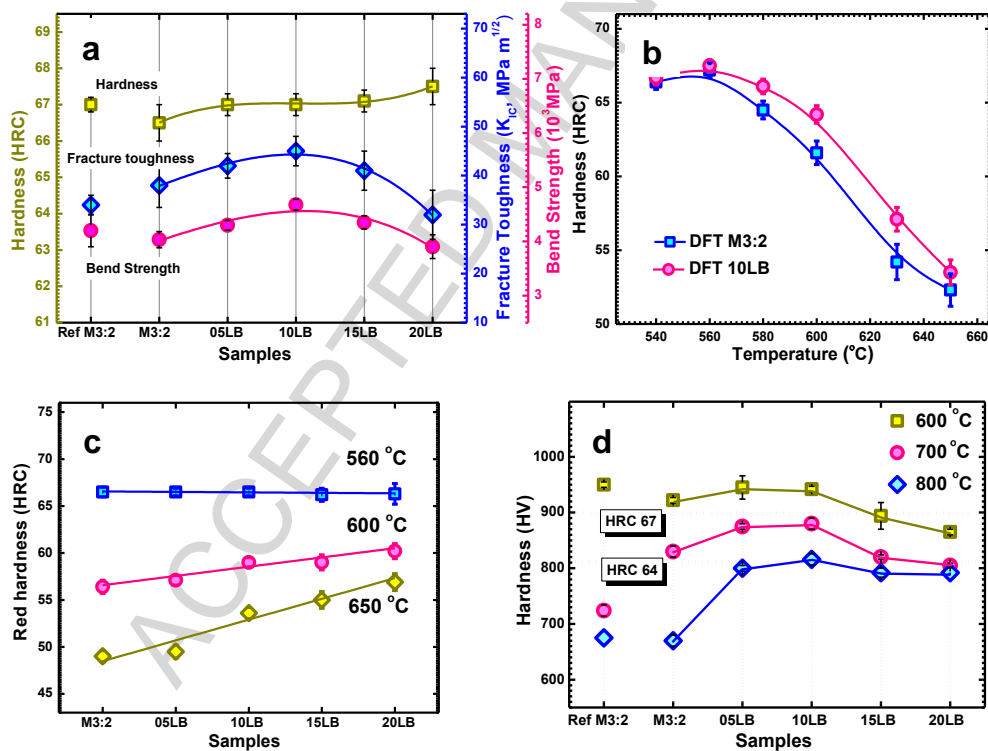 a
69
68
67
66
65
64
63
62
61
Hardness (HRC)
Hardness
Fracture toughness
Bend Strength
Ref M3:2 M3:2 05LB 10LB 15LB 20LB
Samples
70
60
50
40
30
20
10
Fracture Toughness (K_IC, MPa m^1/2)
8
7
6
5
4
3
Bend Strength (10^3MPa)
b
70
65
60
55
50
Hardness (HRC)
DFT M3:2
DFT 10LB
540 560 580 600 620 640 660
Temperature (°C)
c
75
70
65
60
55
50
45
Red hardness (HRC)
560 °C
600 °C
650 °C
M3:2 05LB 10LB 15LB 20LB
Samples
d
1000
900
800
700
600
Hardness (HV)
600 °C
700 °C
800 °C
HRC 67
HRC 64
Ref M3:2 M3:2 05LB 10LB 15LB 20LB
Samples
ACCEPTED MAN